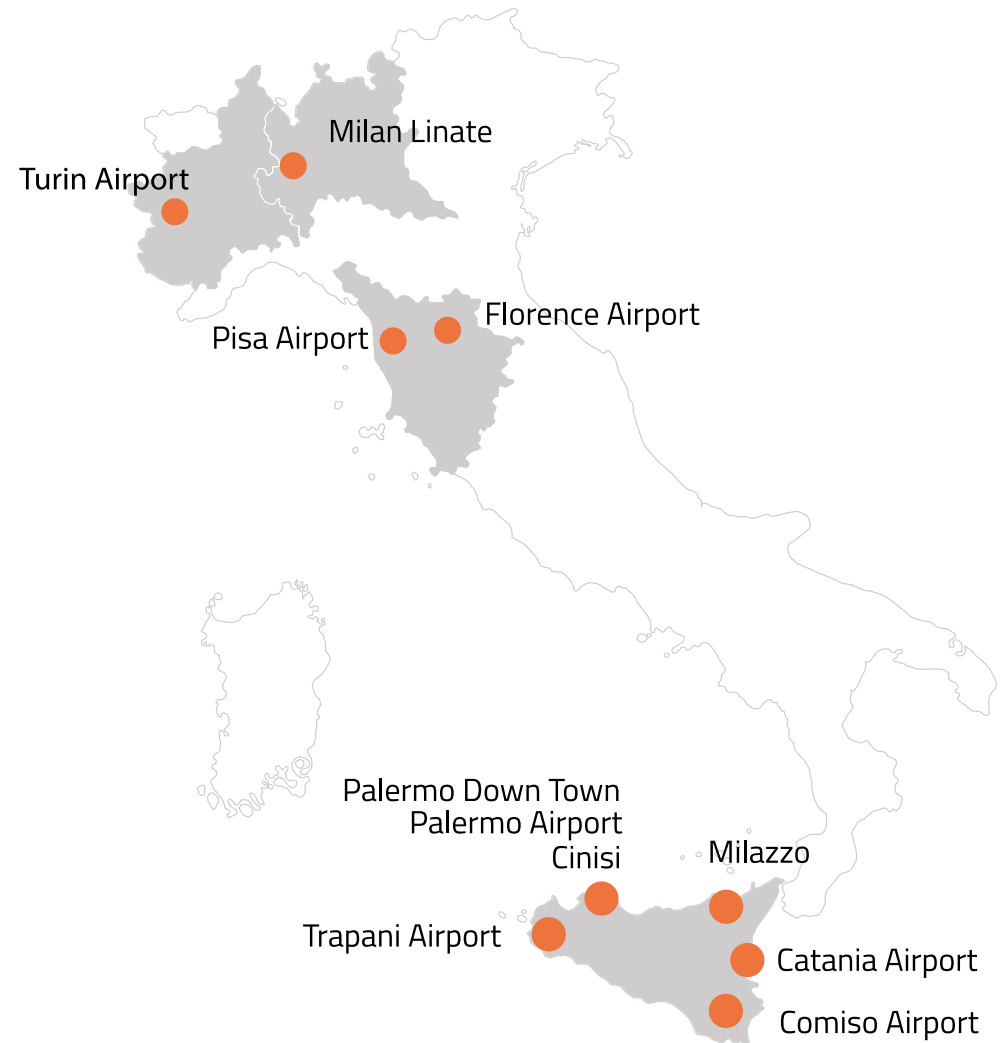 Milan Linate
Turin Airport
Florence Airport
Pisa Airport
Palermo Down Town
Palermo Airport
Cinisi
Milazzo
Trapani Airport
Catania Airport
Comiso Airport